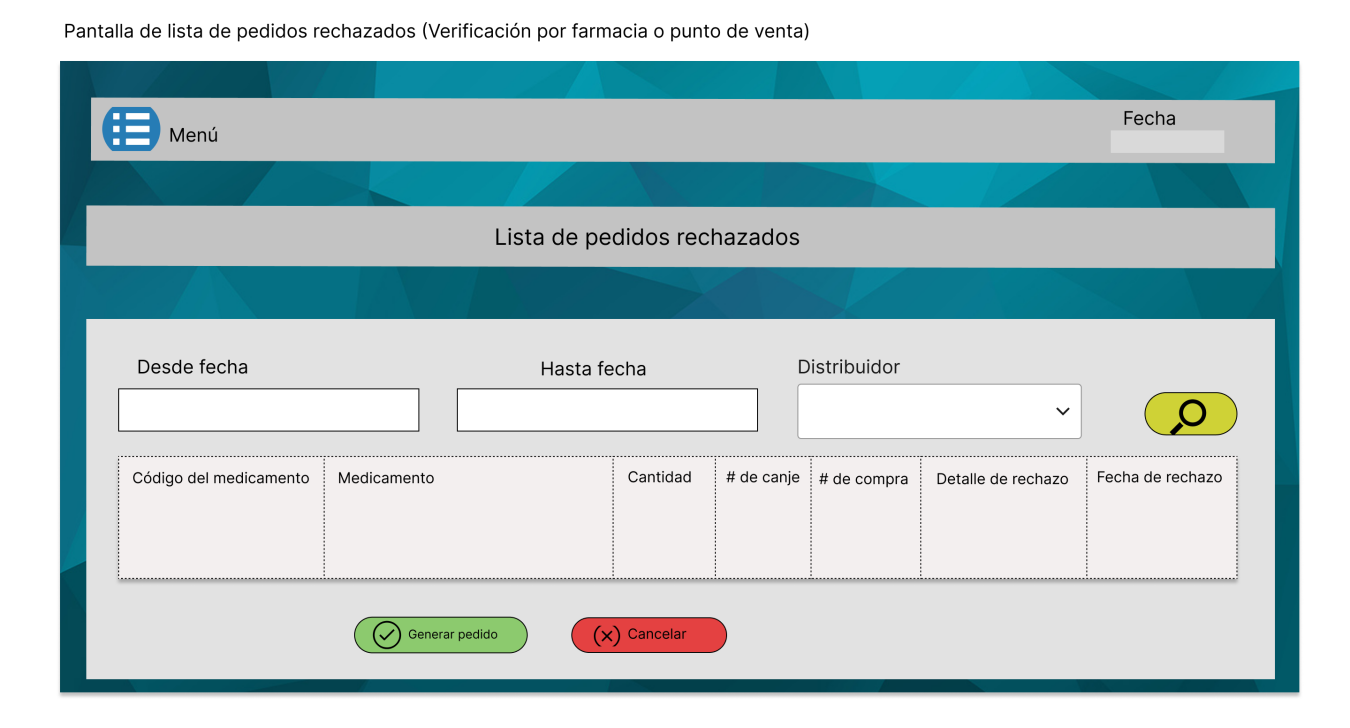 Pantalla de lista de pedidos rechazados (Verificación por farmacia o punto de venta)
Menú
Fecha
Lista de pedidos rechazados
Desde fecha
Hasta fecha
Distribuidor
Código del medicamento
Medicamento
Cantidad
# de canje
# de compra
Detalle de rechazo
Fecha de rechazo
Generar pedido
Cancelar